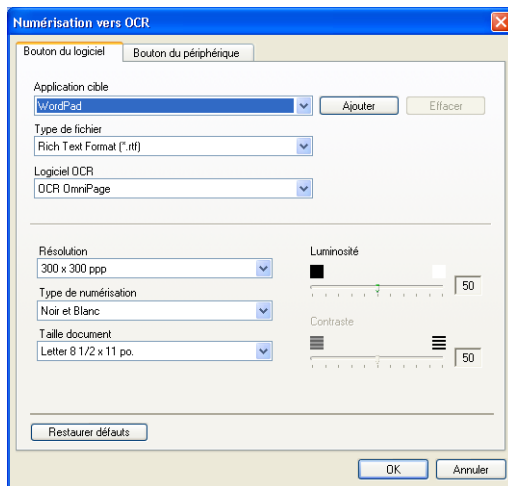 Numérisation vers OCR
Bouton du logiciel Bouton du périphérique
Application cible
WordPad Ajouter Effacer
Type de fichier
Rich Text Format (*.rtf)
Logiciel OCR
OCR OmniPage
Résolution Luminosité
300 x 300 ppp
50
Type de numérisation
Noir et Blanc
Contraste
Taille document
Letter 8 1/2 x 11 po.
50
Restaurer défauts
OK Annuler